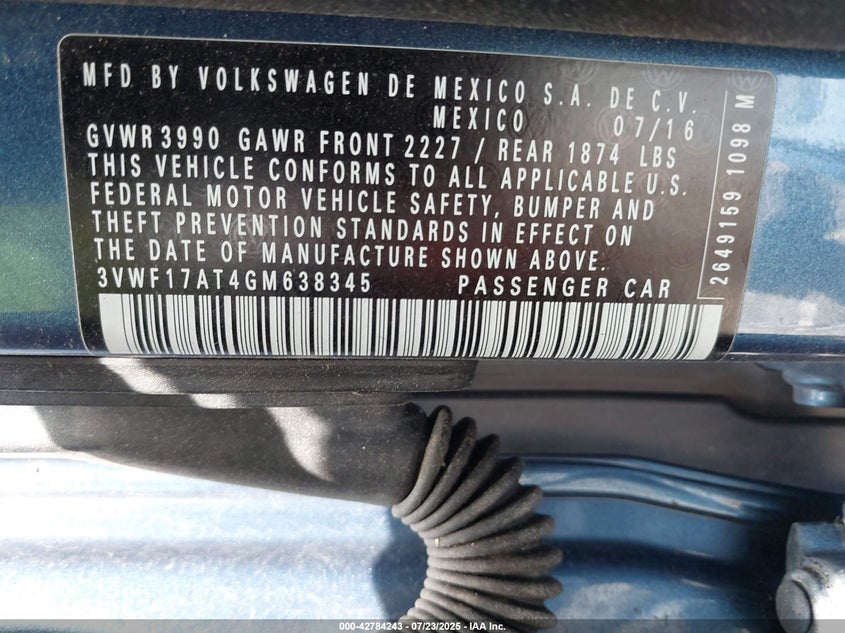 MFD BY VOLKSWAGEN DE MEXICO S.A. DE C.V.
MEXICO 07/16
GVWR 3990 GAWR FRONT 2227 / REAR 1874 LBS
THIS VEHICLE CONFORMS TO ALL APPLICABLE U.S.
FEDERAL MOTOR VEHICLE SAFETY, BUMPER AND
THEFT PREVENTION STANDARDS IN EFFECT ON
THE DATE OF MANUFACTURE SHOWN ABOVE.
3VWF17AT4GM638345 PASSENGER CAR
2649159 1098 M
000-42784243 - 07/23/2025 - IAA Inc.